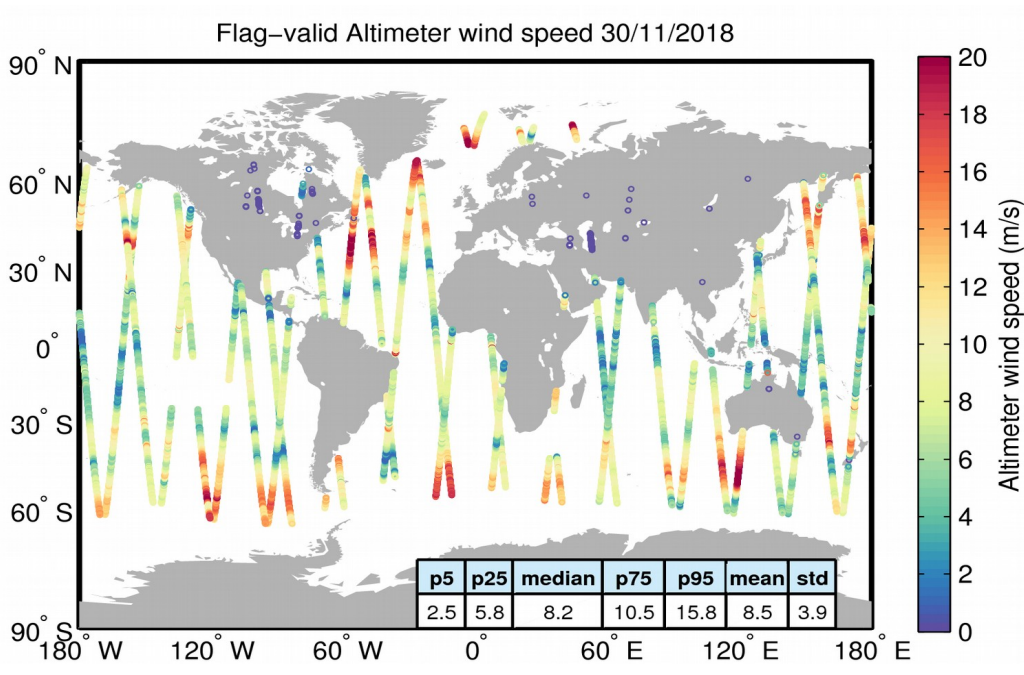 Flag−valid Altimeter wind speed 30/11/2018
90° N
60° N
30° N
0°
30° S
60° S
90° S
180° W
120° W
60° W
0°
60° E
120° E
180° E
p5 p25 median p75 p95 mean std
2.5 5.8 8.2 10.5 15.8 8.5 3.9
20
18
16
14
12
10
8
6
4
2
0
Altimeter wind speed (m/s)